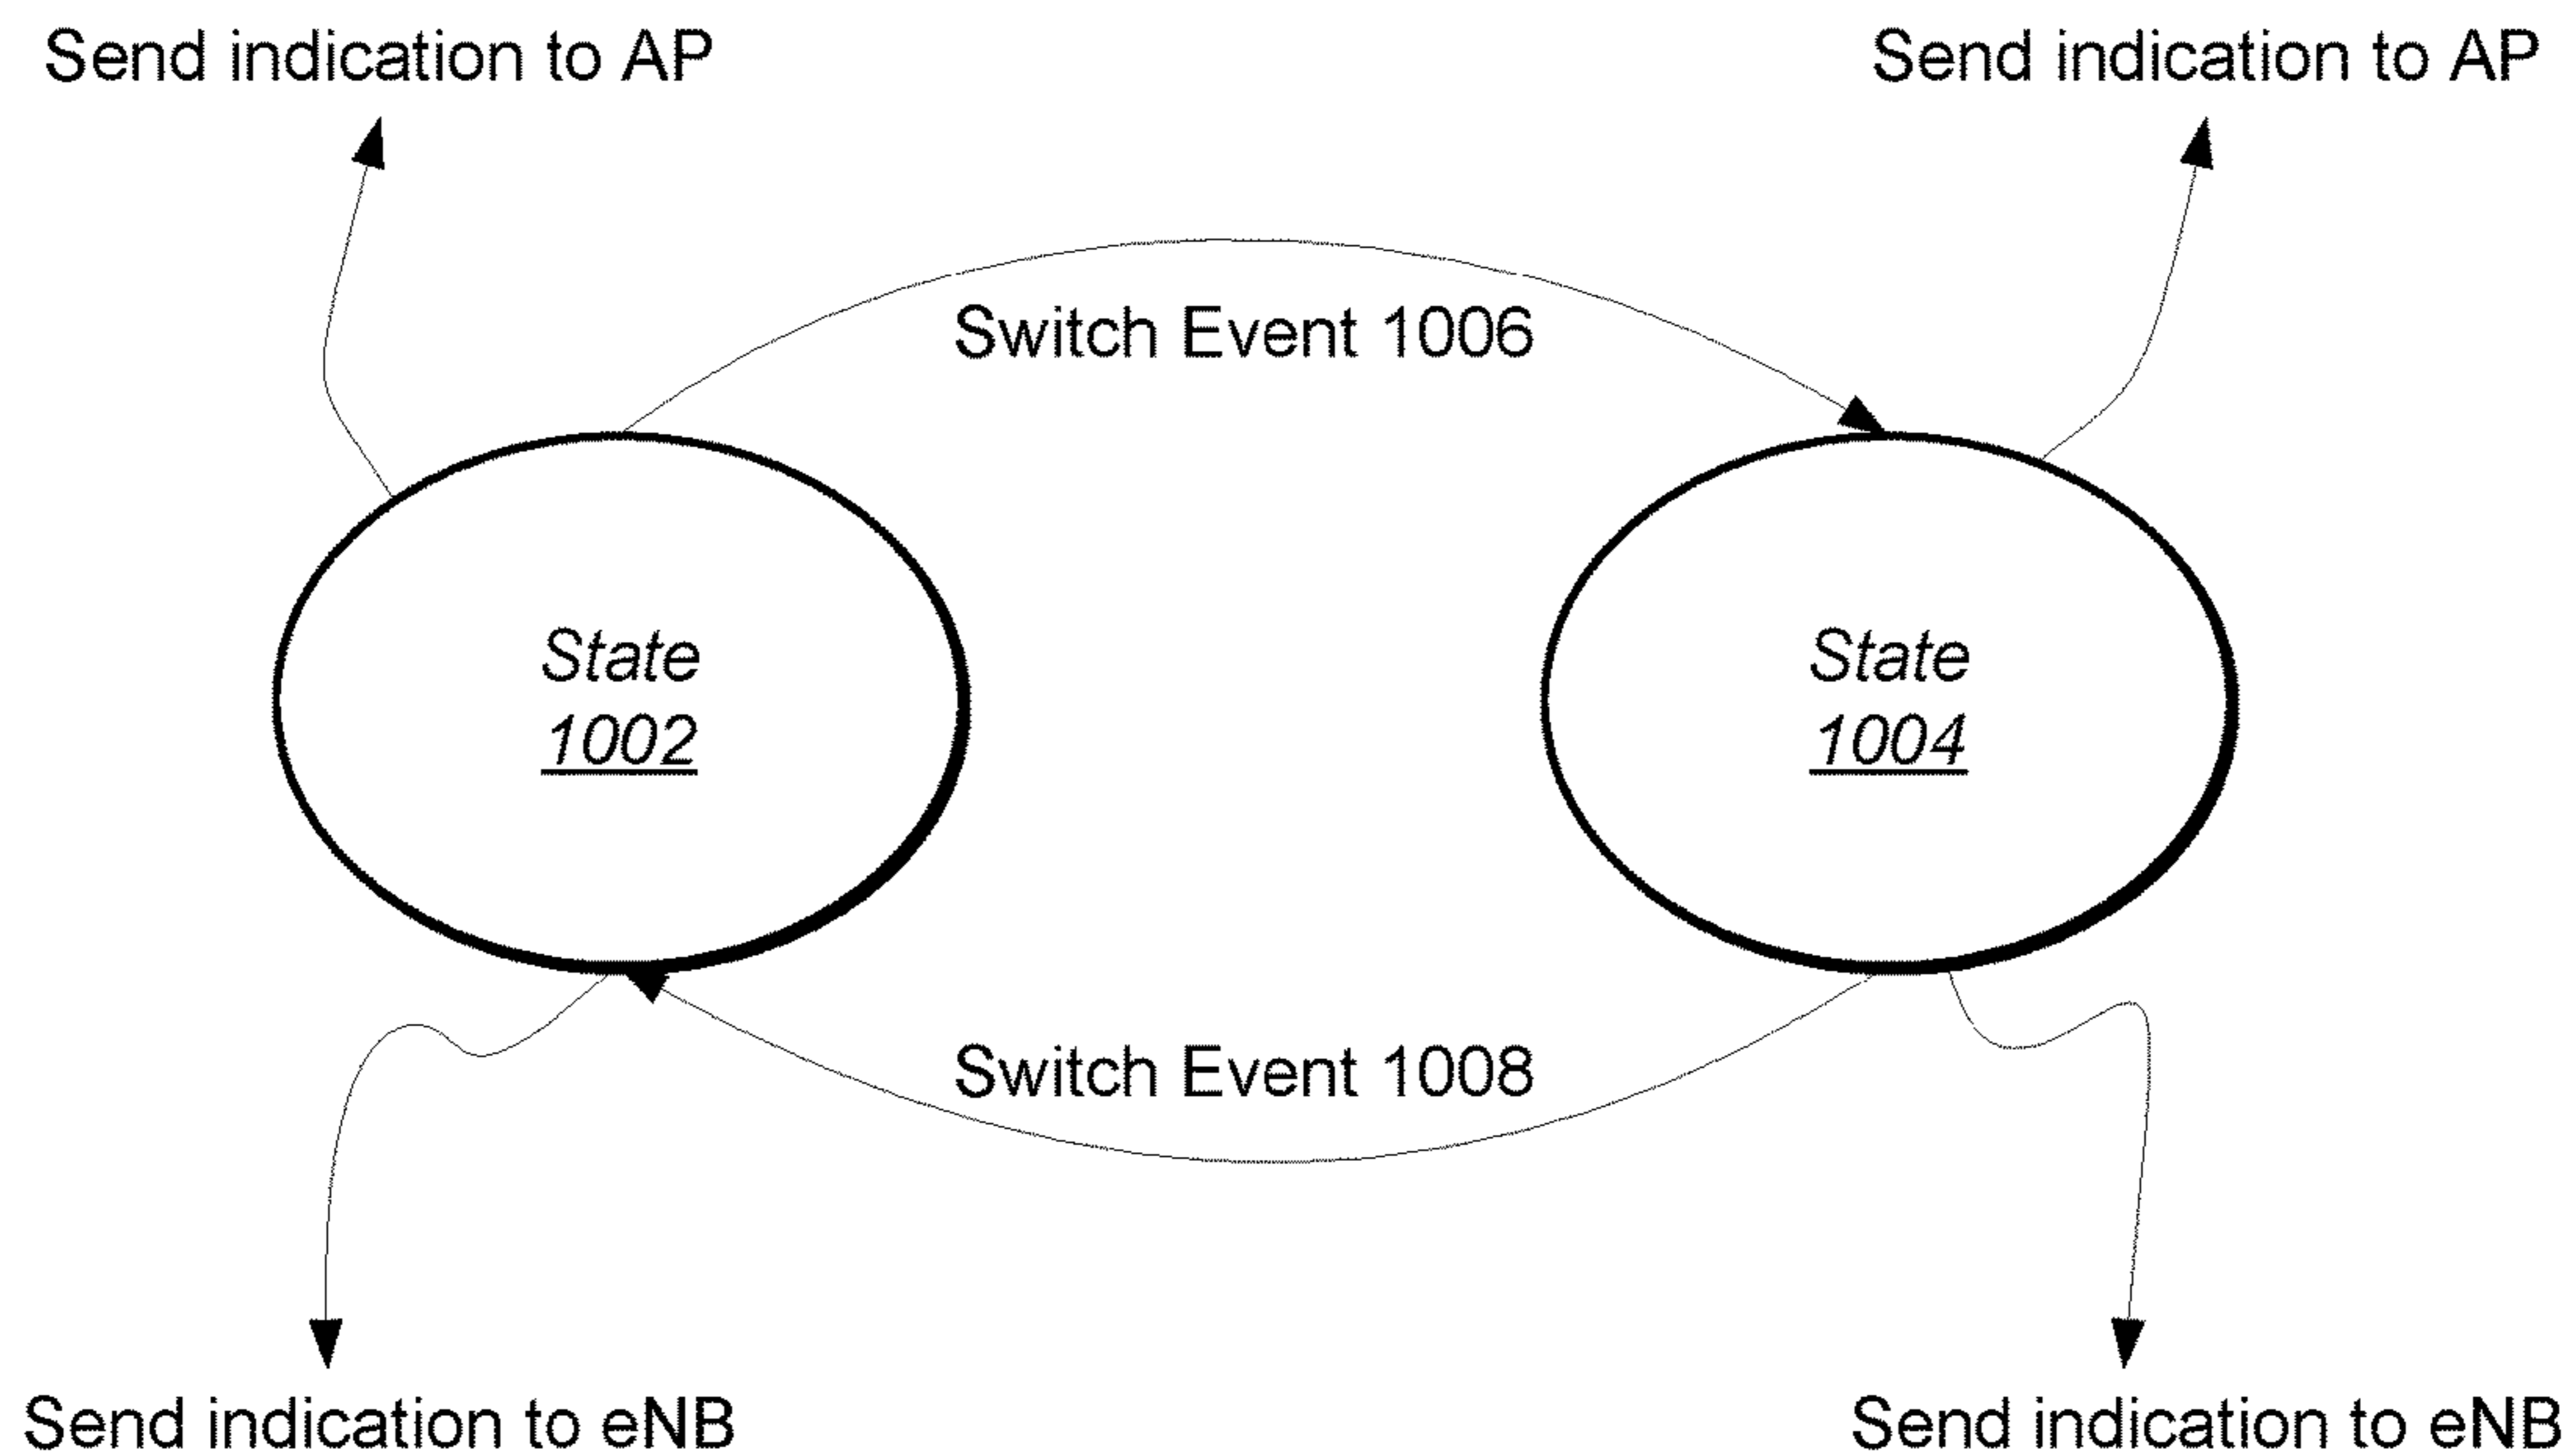 Send indication to AP
Send indication to AP
Switch Event 1006
State
1002
State
1004
Switch Event 1008
Send indication to eNB
Send indication to eNB